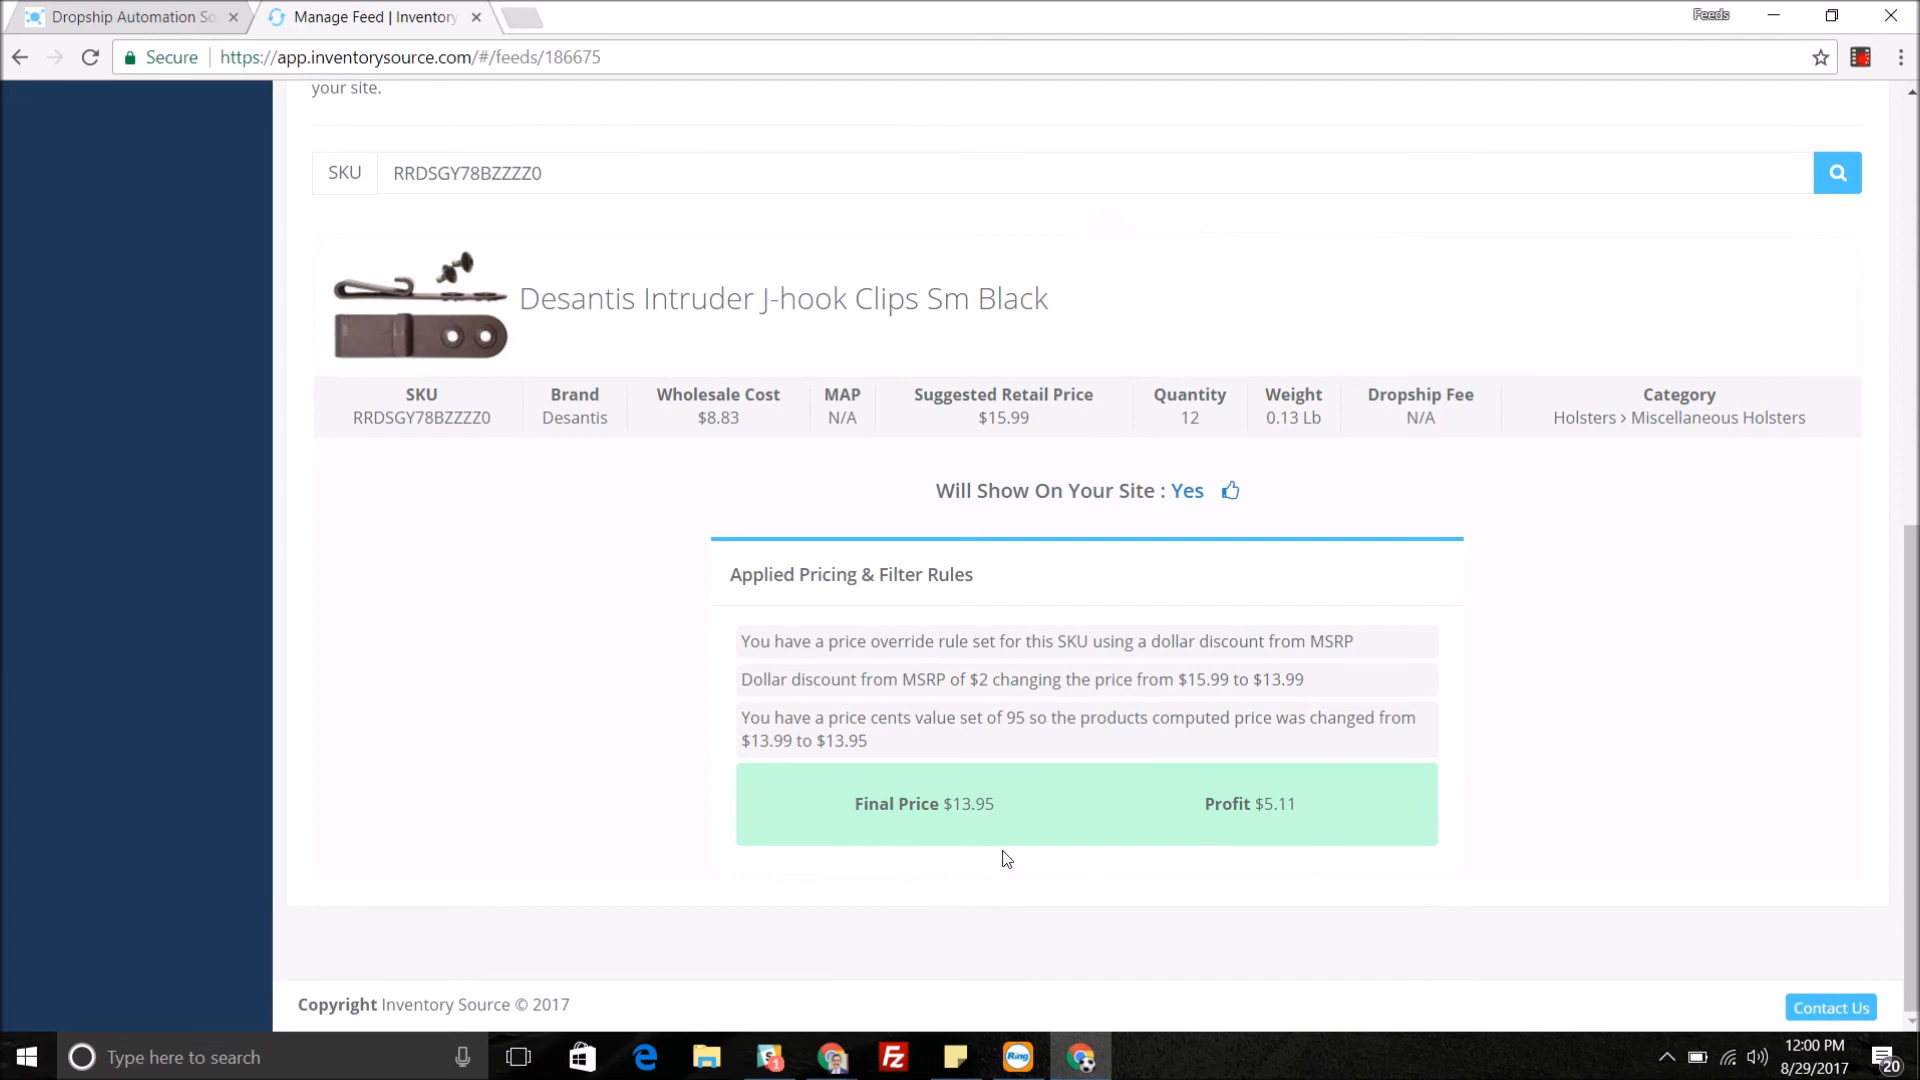 Dropship Automation So
Manage Feed | Inventory
Feeds
Secure
https://app.inventorysource.com/#/feeds/186675
your site.
SKU
RRDSGY78BZZZZ0
Desantis Intruder J-hook Clips Sm Black
SKU Brand Wholesale Cost MAP Suggested Retail Price Quantity Weight Dropship Fee Category
RRDSGY78BZZZZ0 Desantis $8.83 N/A $15.99 12 0.13 Lb N/A Holsters › Miscellaneous Holsters
Will Show On Your Site : Yes
Applied Pricing & Filter Rules
You have a price override rule set for this SKU using a dollar discount from MSRP
Dollar discount from MSRP of $2 changing the price from $15.99 to $13.99
You have a price cents value set of 95 so the products computed price was changed from
$13.99 to $13.95
Final Price $13.95 Profit $5.11
Copyright Inventory Source © 2017
Contact Us
Type here to search
1
Fz
Ring
12:00 PM
8/29/2017
20